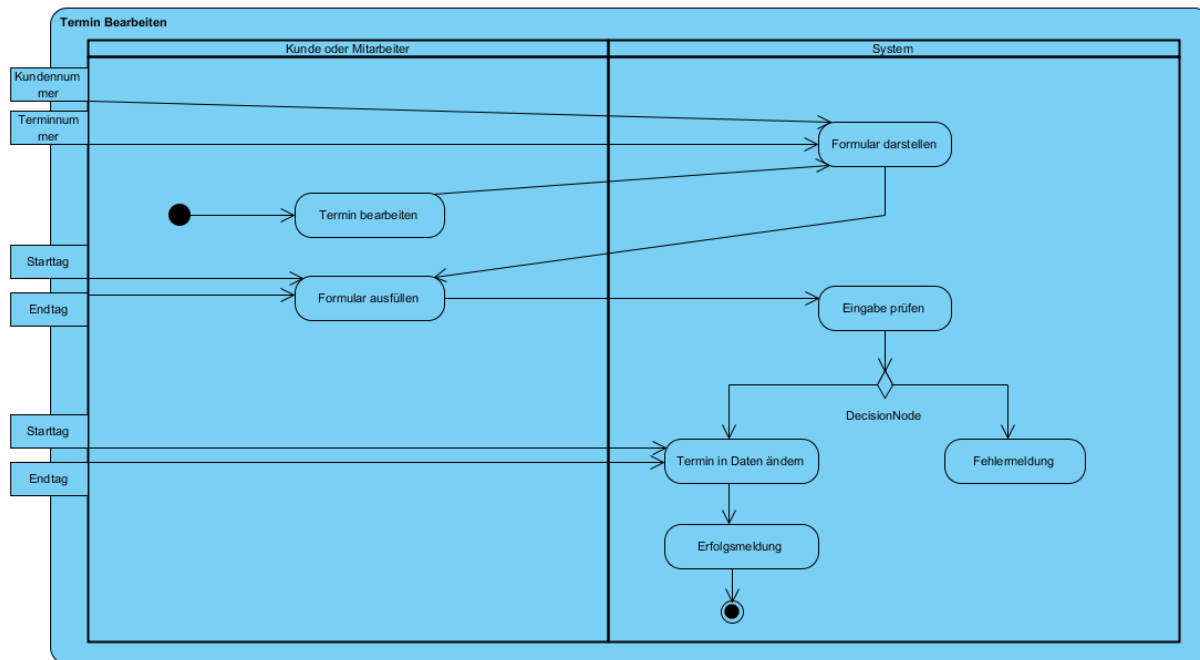 Termin Bearbeiten
Kunde oder Mitarbeiter
System
Kundennum
mer
Terminnum
mer
Formular darstellen
Termin bearbeiten
Starttag
Formular ausfüllen
Endtag
Eingabe prüfen
DecisionNode
Starttag
Termin in Daten ändern
Fehlermeldung
Endtag
Erfolgsmeldung